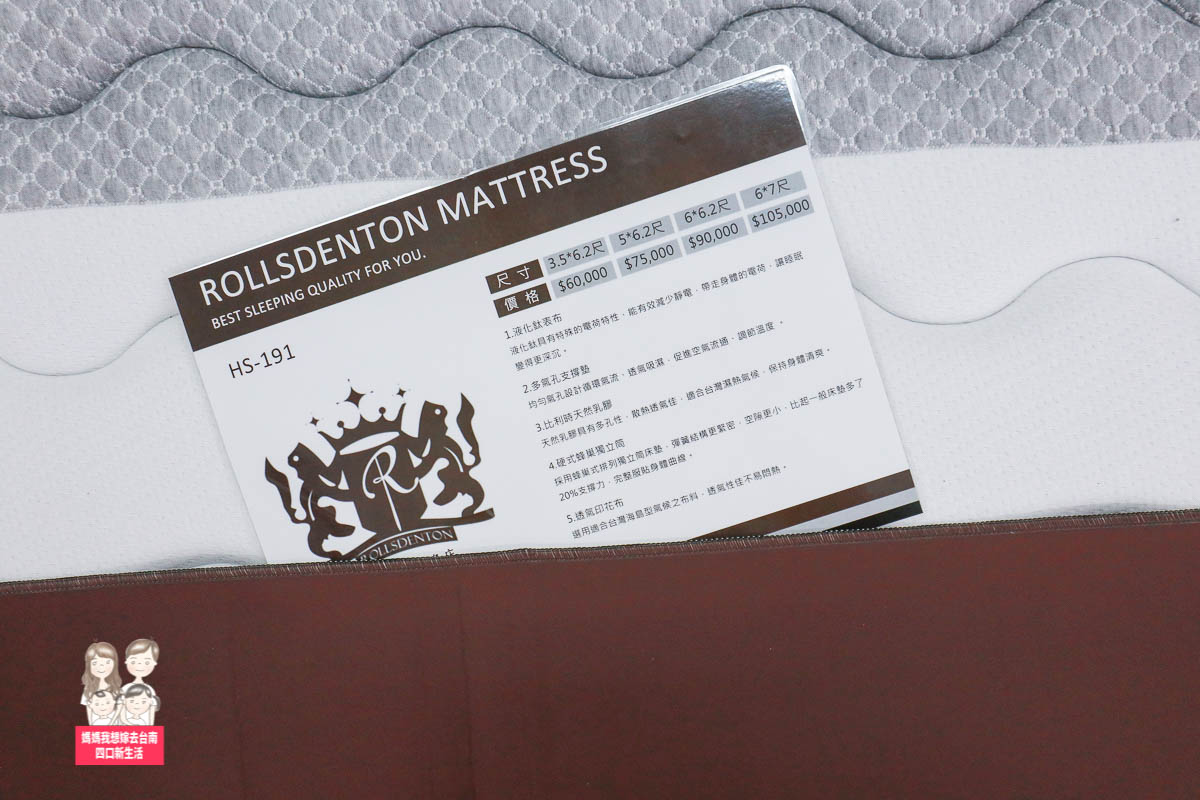 ROLLSDENTON MATTRESS
BEST SLEEPING QUALITY FOR YOU.
HS-191
尺寸 3.5*6.2尺 5*6.2尺 6*6.2尺 6*7尺
價格 $60,000 $75,000 $90,000 $105,000
1.液化鈦表布
液化鈦具有特殊的電荷特性，能有效減少靜電，帶走身體的電荷，讓睡眠
變得更深沉。
2.多氣孔支撐墊
均勻氣孔設計循環氣流，透氣吸濕，促進空氣流通、調節溫度。
3.比利時天然乳膠
天然乳膠具有多孔性，散熱透氣佳，適合台灣濕熱氣候，保持身體清爽。
4.硬式蜂巢獨立筒
採用蜂巢式排列獨立筒床墊，彈簧結構更緊密，空隙更小，比起一般床墊多了
20%支撐力，完整服貼身體曲線。
5.透氣印花布
選用適合台灣海島型氣候之布料，透氣性佳不易悶熱。
R
ROLLSDENTON
媽媽我想嫁去台南
四口新生活